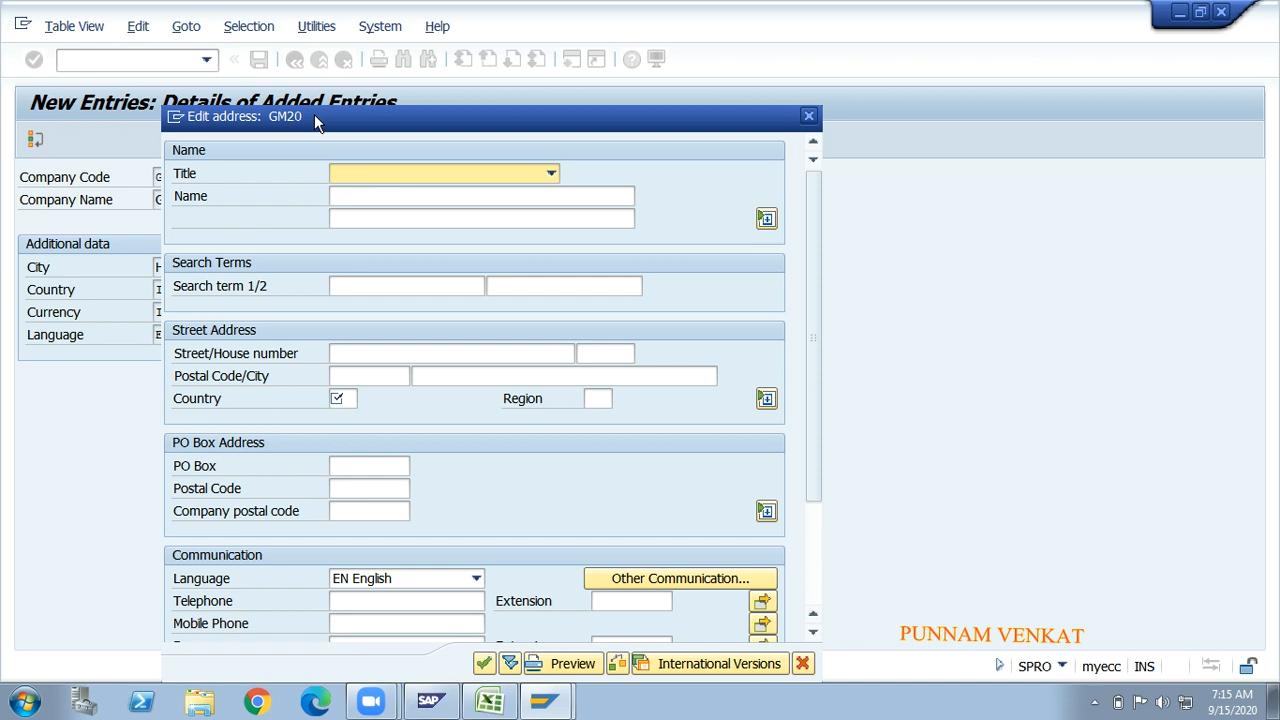 Table View Edit Goto Selection Utilities System Help
New Entries: Details of Added Entries
Edit address: GM20
Name
Company Code G
Title
Company Name G
Name
Additional data
Search Terms
City H
Search term 1/2
Country I
Currency I
Street Address
Language E
Street/House number
Postal Code/City
Country
Region
PO Box Address
PO Box
Postal Code
Company postal code
Communication
Language EN English Other Communication...
Telephone Extension
Mobile Phone
PUNNAM VENKAT
Preview International Versions
SPRO myecc INS
SAP
7:15 AM
9/15/2020